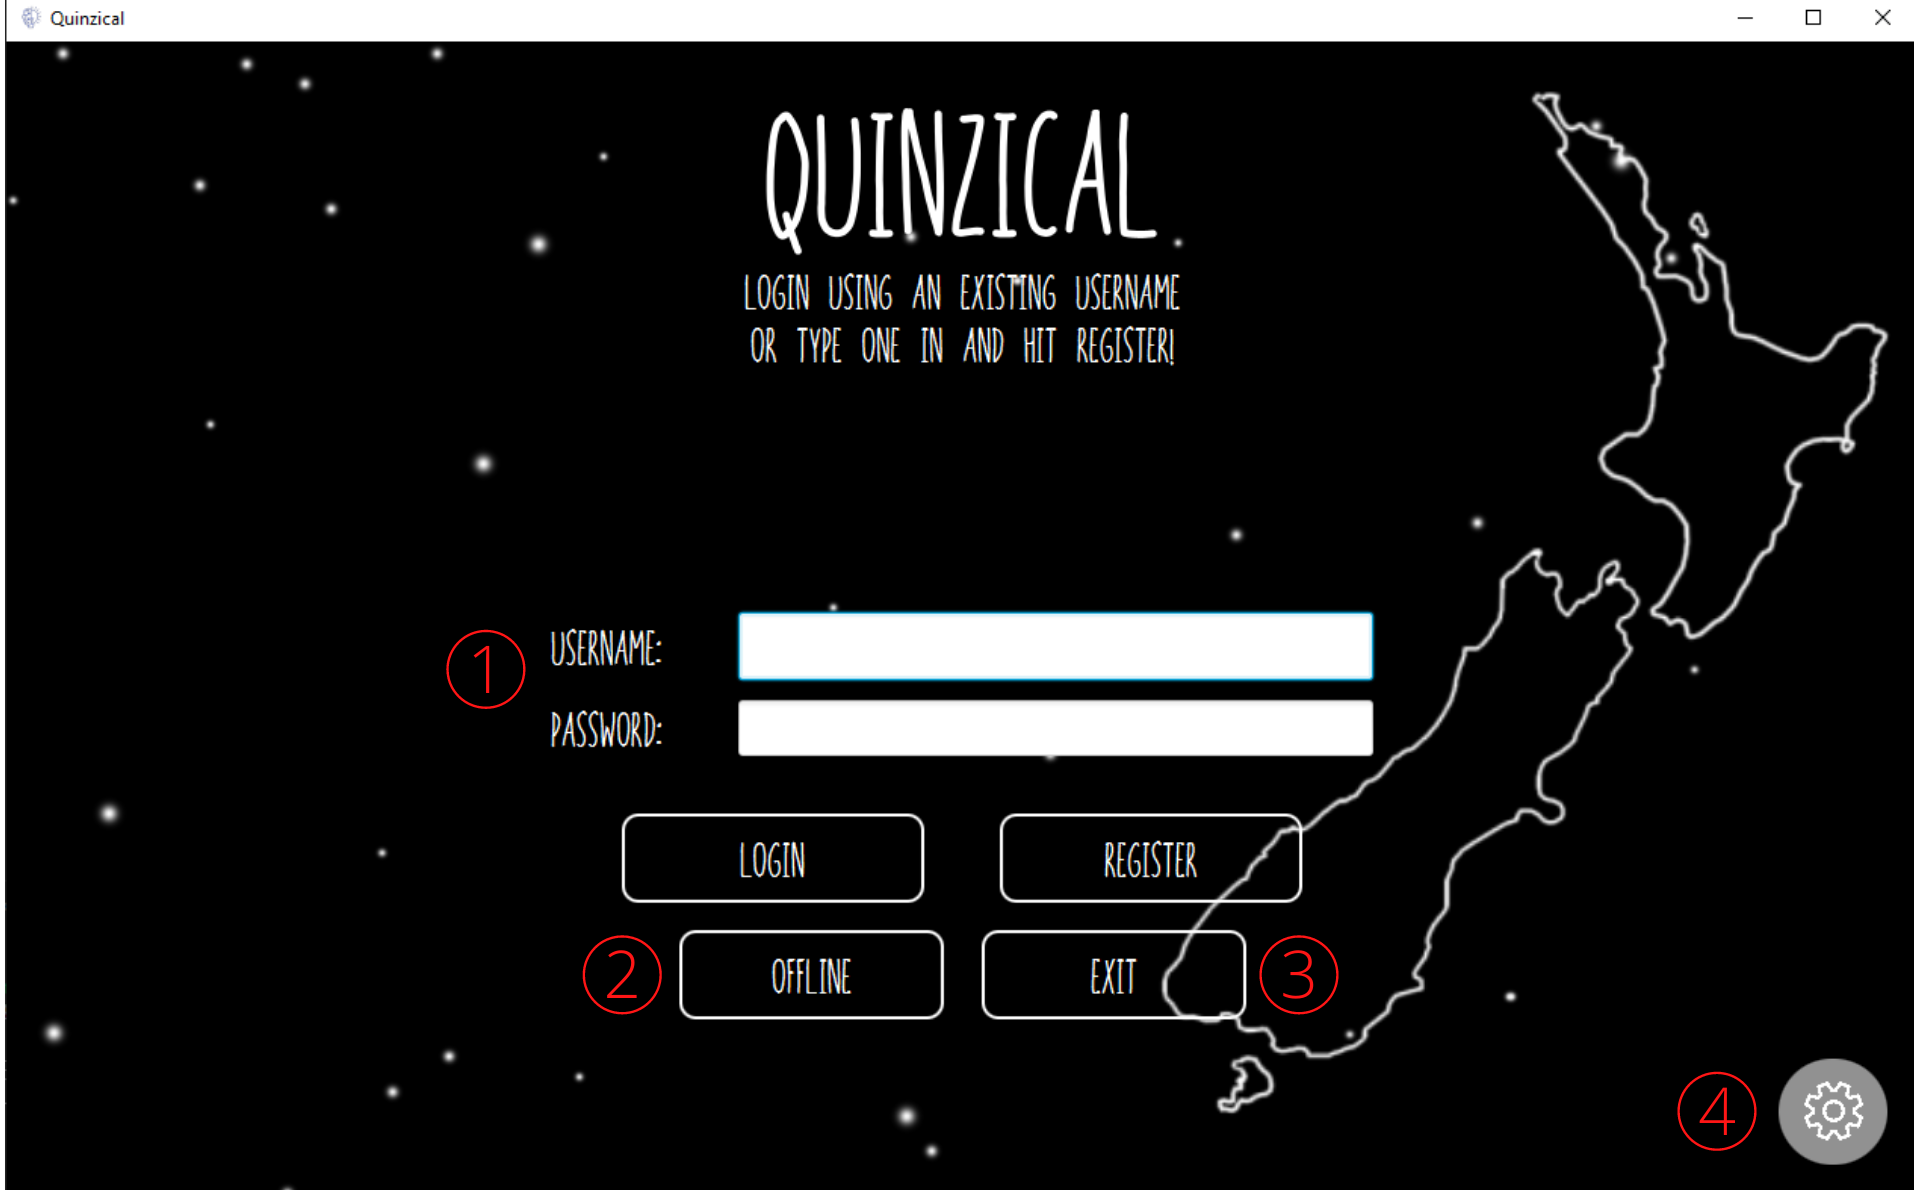 Quinzical
QUINZICAL
LOGIN USING AN EXISTING USERNAME
OR TYPE ONE IN AND HIT REGISTER!
1 USERNAME:
PASSWORD:
LOGIN REGISTER
2 OFFLINE EXIT 3
4